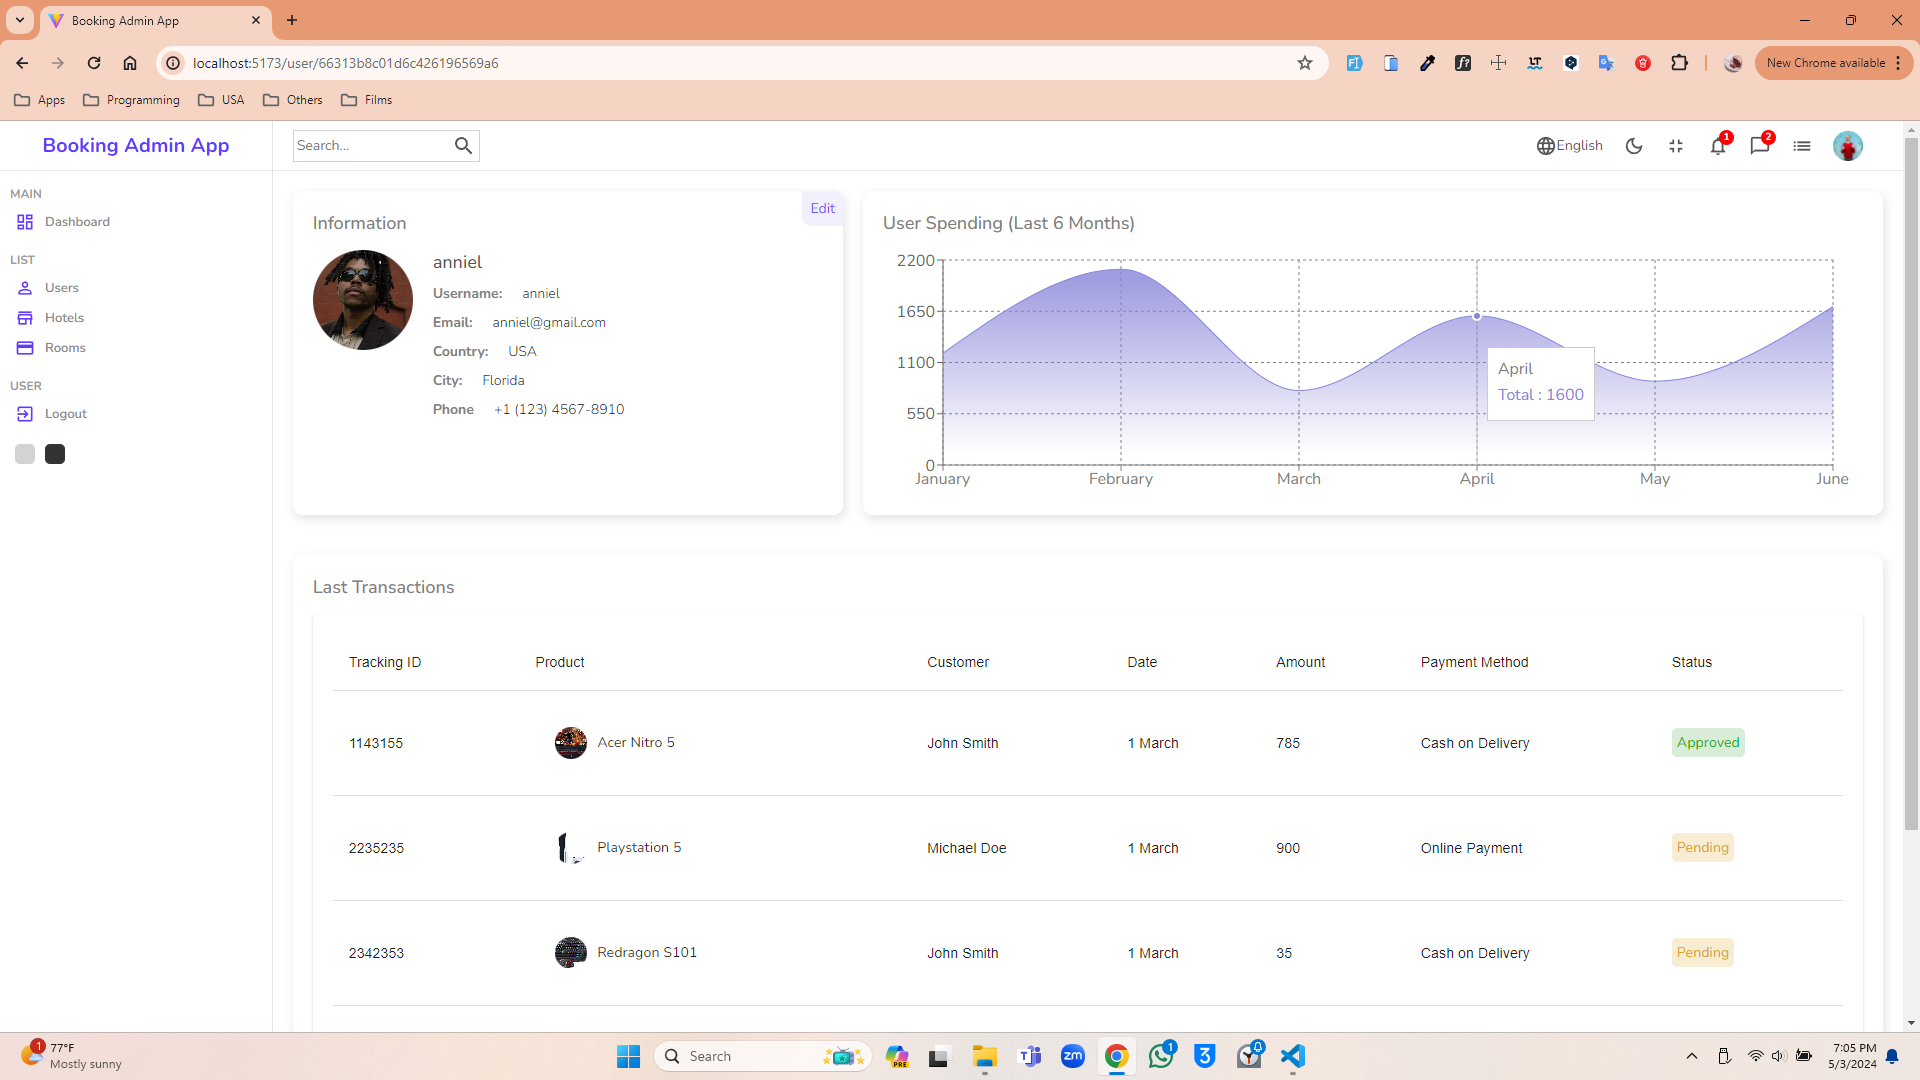 Booking Admin App
localhost:5173/user/66313b8c01d6c426196569a6
New Chrome available
Apps
Programming
USA
Others
Films
Booking Admin App
Search...
English
1
2
MAIN
Dashboard
LIST
Users
Hotels
Rooms
USER
Logout
Information
Edit
anniel
Username: anniel
Email: anniel@gmail.com
Country: USA
City: Florida
Phone +1 (123) 4567-8910
User Spending (Last 6 Months)
2200
1650
1100
550
0
April
Total : 1600
January February March April May June
Last Transactions
Tracking ID Product Customer Date Amount Payment Method Status
1143155 Acer Nitro 5 John Smith 1 March 785 Cash on Delivery Approved
2235235 Playstation 5 Michael Doe 1 March 900 Online Payment Pending
2342353 Redragon S101 John Smith 1 March 35 Cash on Delivery Pending
1
77°F
Mostly sunny
Search
PRE
zm
1
3
7:05 PM
5/3/2024